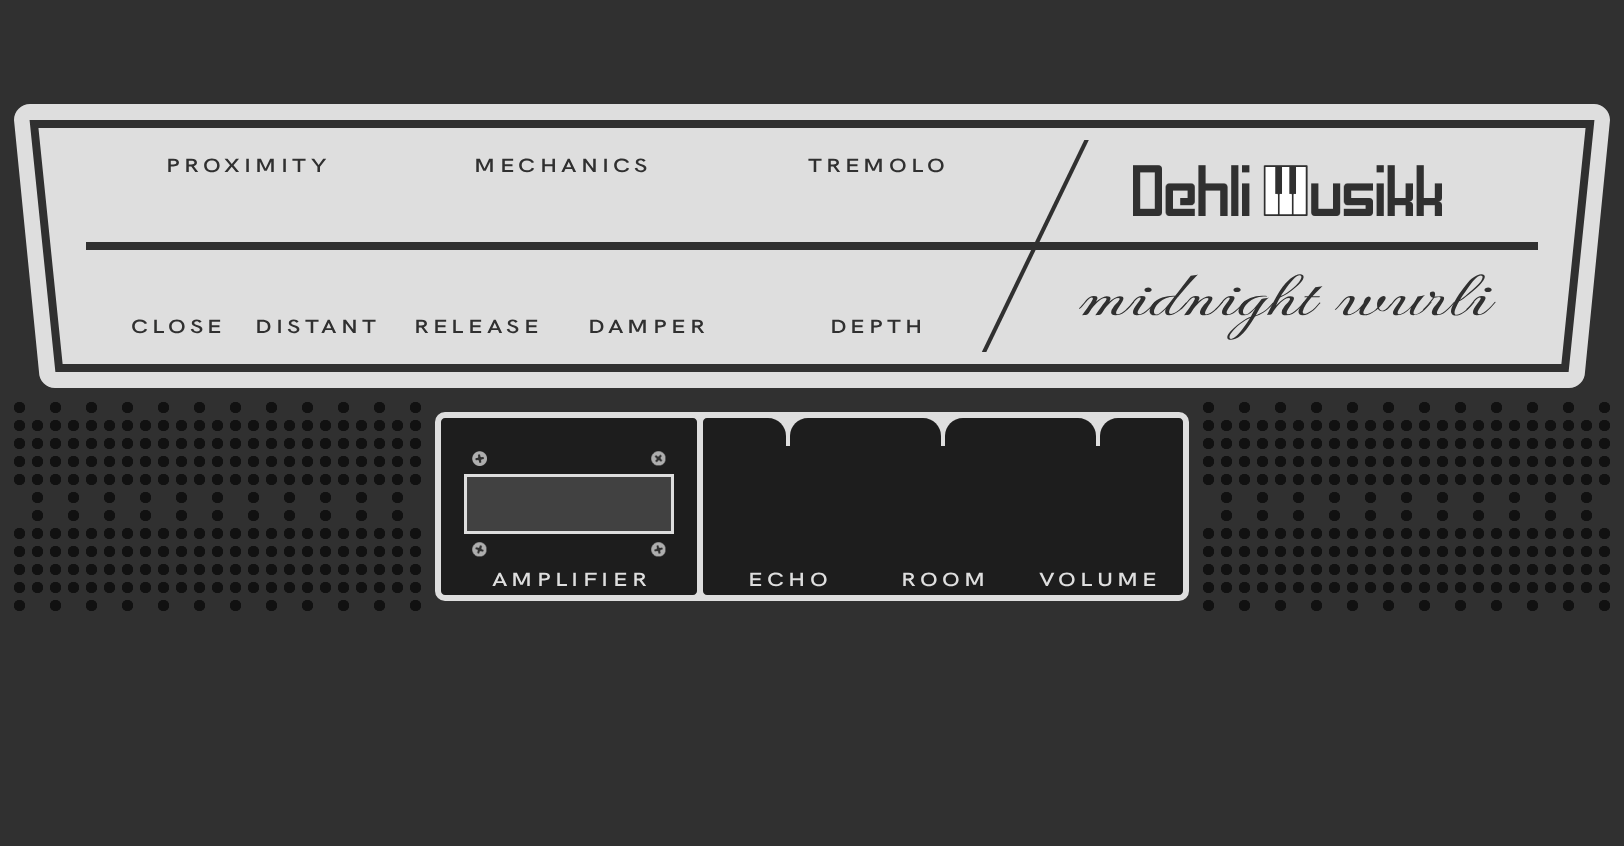 PROXIMITY MECHANICS TREMOLO
Dehli Musikk
CLOSE DISTANT RELEASE DAMPER DEPTH
midnight wurli
AMPLIFIER ECHO ROOM VOLUME